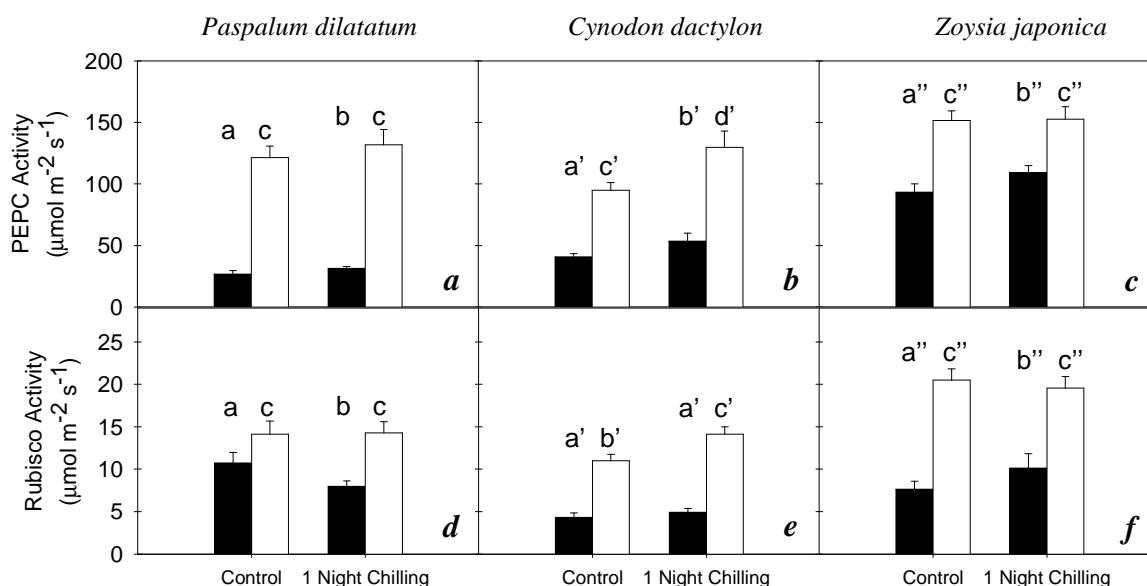 Paspalum dilatatum Cynodon dactylon Zoysia japonica
PEPC Activity
(μmol m-2 s-1)
200
150
100
50
0
a c b c
a
a' c' b' d'
b
a'' c'' b'' c''
c
Rubisco Activity
(μmol m-2 s-1)
25
20
15
10
5
0
a c b c
d
a' b' a' c'
e
a'' c'' b'' c''
f
Control 1 Night Chilling Control 1 Night Chilling Control 1 Night Chilling